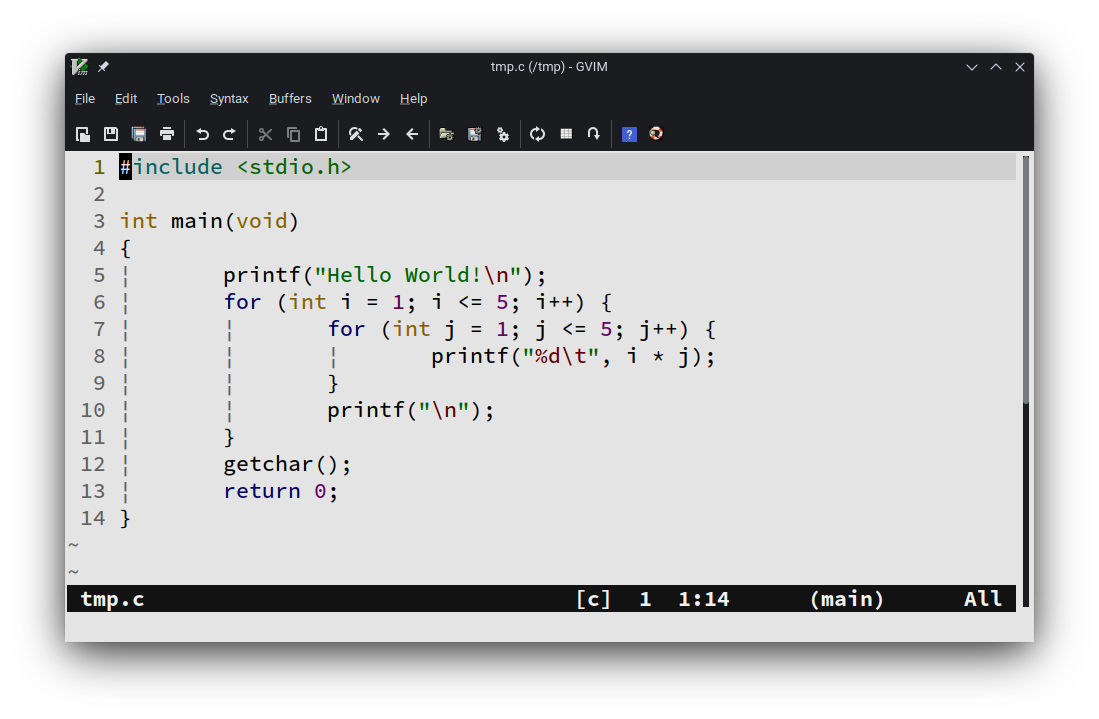 tmp.c (/tmp) - GVIM
File Edit Tools Syntax Buffers Window Help
1 #include <stdio.h>
2
3 int main(void)
4 {
5 ¦       printf("Hello World!\n");
6 ¦       for (int i = 1; i <= 5; i++) {
7 ¦       ¦       for (int j = 1; j <= 5; j++) {
8 ¦       ¦       ¦       printf("%d\t", i * j);
9 ¦       ¦       }
10 ¦       ¦       printf("\n");
11 ¦       }
12 ¦       getchar();
13 ¦       return 0;
14 }
~
~
tmp.c [c] 1 1:14 (main) All